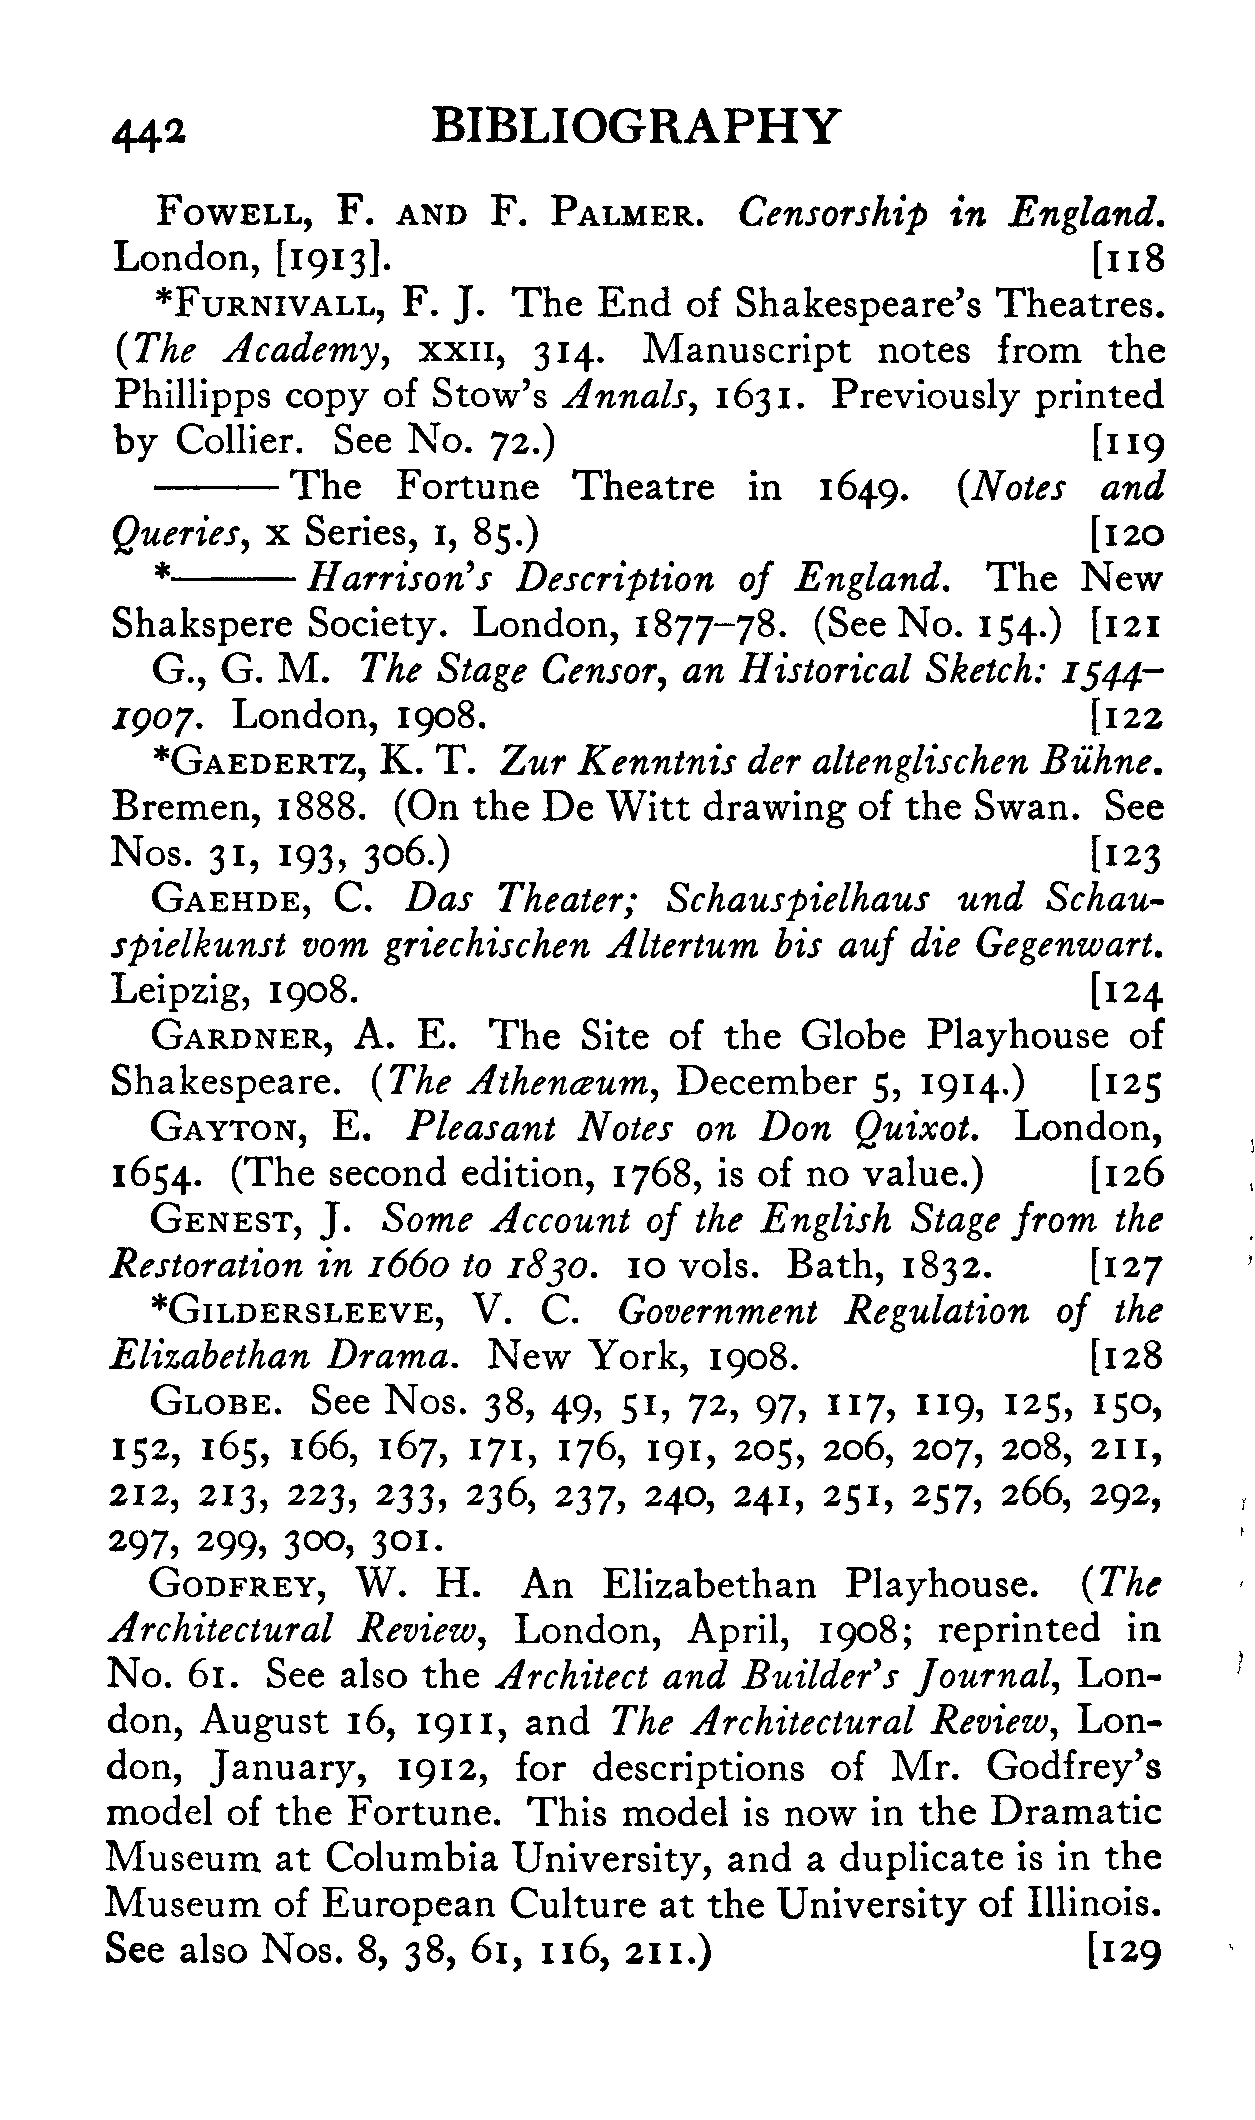 442 BIBLIOGRAPHY
FOWELL, F. AND F. PALMER. Censorship in England.
London, [1913]. [118
*FURNIVALL, F. J. The End of Shakespeare's Theatres.
(The Academy, XXII, 314. Manuscript notes from the
Phillipps copy of Stow's Annals, 1631. Previously printed
by Collier. See No. 72.) [119
——— The Fortune Theatre in 1649. (Notes and
Queries, X Series, I, 85.) [120
*——— Harrison's Description of England. The New
Shakspere Society. London, 1877–78. (See No. 154.) [121
G., G. M. The Stage Censor, an Historical Sketch: 1544–
1907. London, 1908. [122
*GAEDERTZ, K. T. Zur Kenntnis der altenglischen Bühne.
Bremen, 1888. (On the De Witt drawing of the Swan. See
Nos. 31, 193, 306.) [123
GAEHDE, C. Das Theater; Schauspielhaus und Schau-
spielkunst vom griechischen Altertum bis auf die Gegenwart.
Leipzig, 1908. [124
GARDNER, A. E. The Site of the Globe Playhouse of
Shakespeare. (The Athenæum, December 5, 1914.) [125
GAYTON, E. Pleasant Notes on Don Quixot. London,
1654. (The second edition, 1768, is of no value.) [126
GENEST, J. Some Account of the English Stage from the
Restoration in 1660 to 1830. 10 vols. Bath, 1832. [127
*GILDERSLEEVE, V. C. Government Regulation of the
Elizabethan Drama. New York, 1908. [128
GLOBE. See Nos. 38, 49, 51, 72, 97, 117, 119, 125, 150,
152, 165, 166, 167, 171, 176, 191, 205, 206, 207, 208, 211,
212, 213, 223, 233, 236, 237, 240, 241, 251, 257, 266, 292,
297, 299, 300, 301.
GODFREY, W. H. An Elizabethan Playhouse. (The
Architectural Review, London, April, 1908; reprinted in
No. 61. See also the Architect and Builder's Journal, Lon-
don, August 16, 1911, and The Architectural Review, Lon-
don, January, 1912, for descriptions of Mr. Godfrey's
model of the Fortune. This model is now in the Dramatic
Museum at Columbia University, and a duplicate is in the
Museum of European Culture at the University of Illinois.
See also Nos. 8, 38, 61, 116, 211.) [129